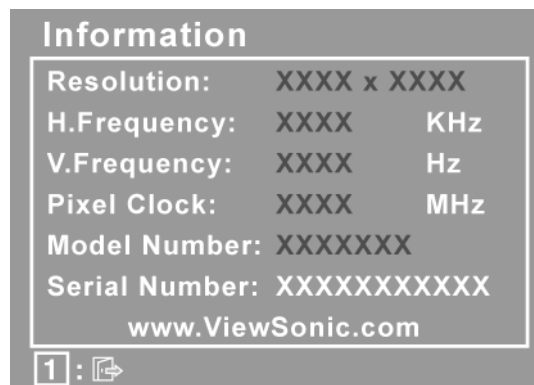 Information
Resolution: XXXX x XXXX
H.Frequency: XXXX KHz
V.Frequency: XXXX Hz
Pixel Clock: XXXX MHz
Model Number: XXXXXXX
Serial Number: XXXXXXXXXXX
www.ViewSonic.com
1 :